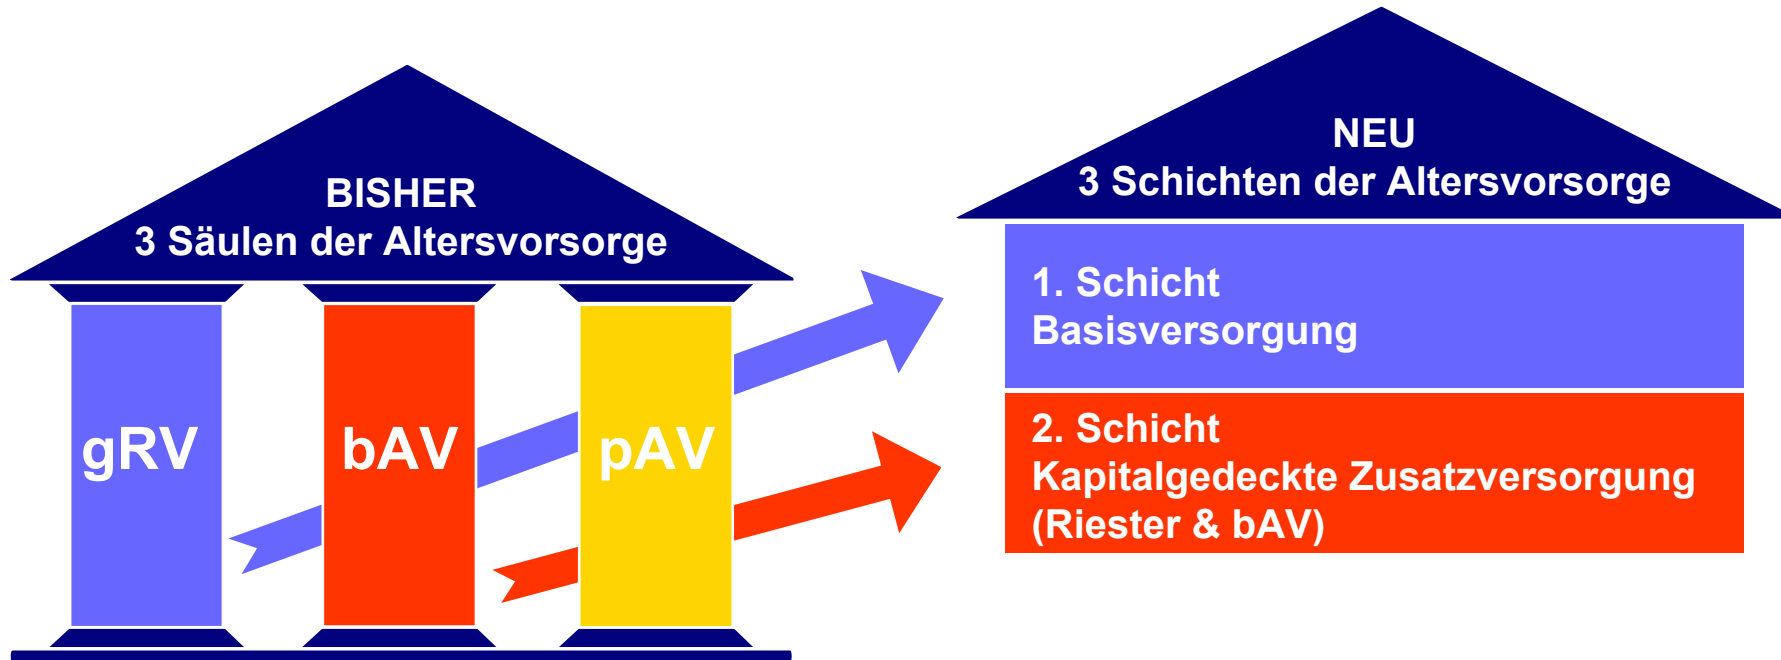 BISHER
3 Säulen der Altersvorsorge
gRV
bAV
pAV
NEU
3 Schichten der Altersvorsorge
1. Schicht
Basisversorgung
2. Schicht
Kapitalgedeckte Zusatzversorgung
(Riester & bAV)